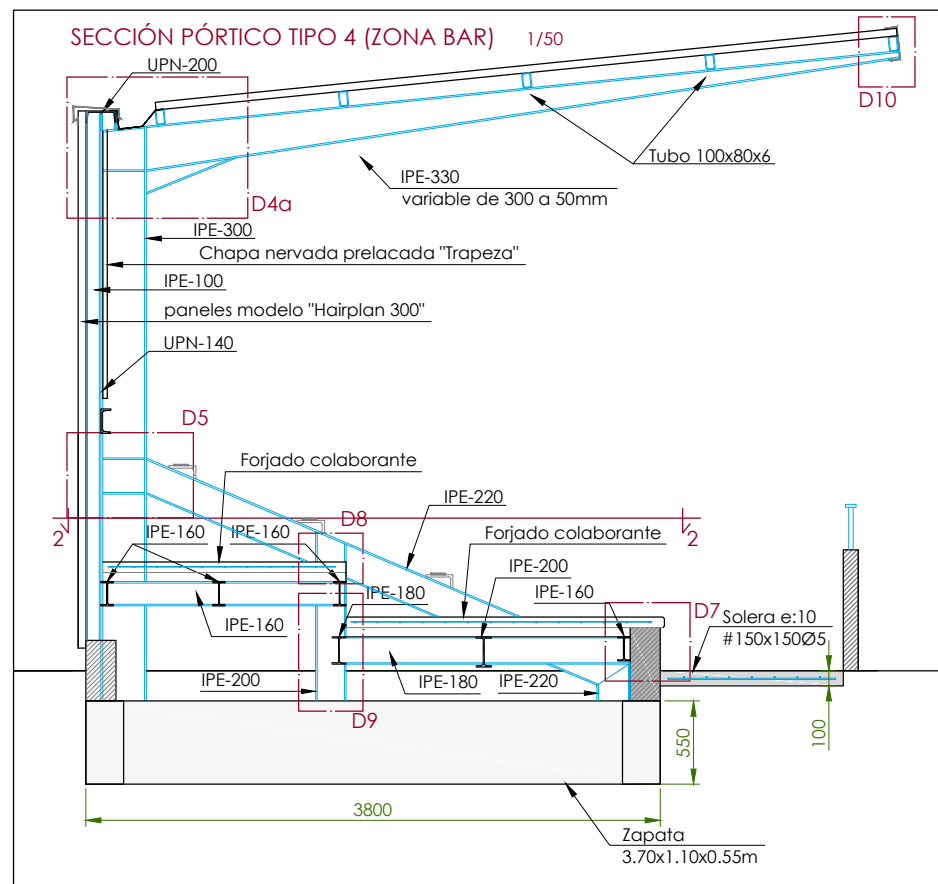 SECCIÓN PÓRTICO TIPO 4 (ZONA BAR) 1/50
UPN-200
D10
Tubo 100x80x6
IPE-330
variable de 300 a 50mm
D4a
IPE-300
Chapa nervada prelacada "Trapeza"
IPE-100
paneles modelo "Hairplan 300"
UPN-140
D5
Forjado colaborante
IPE-220
2
IPE-160
IPE-160
D8
Forjado colaborante
2
IPE-200
IPE-180
IPE-160
D7
Solera e:10
#150x150Ø5
IPE-160
IPE-200
IPE-180
IPE-220
D9
550
100
3800
Zapata
3.70x1.10x0.55m